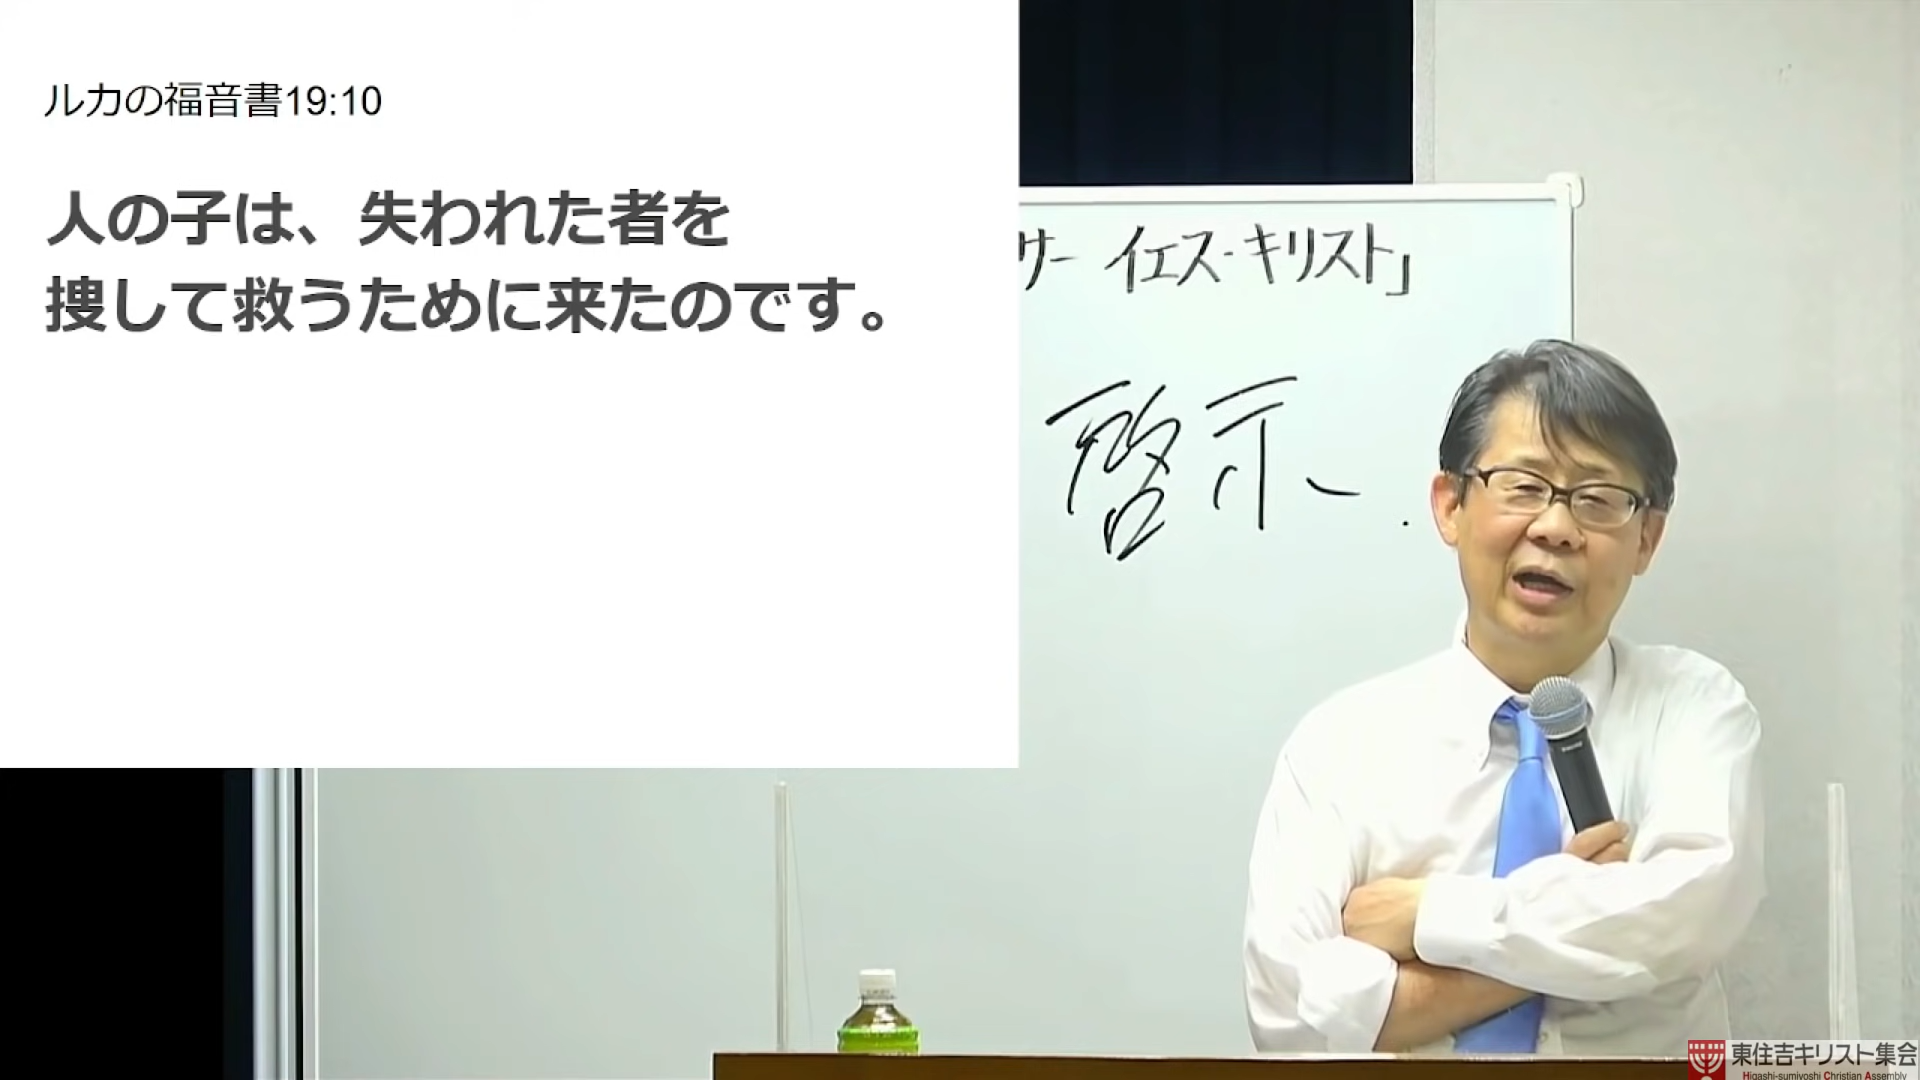 ルカの福音書19:10
人の子は、失われた者を
捜して救うために来たのです。
サー イエス・キリスト」
啓示
東住吉キリスト集会
Higashi-sumiyoshi Christian Assembly